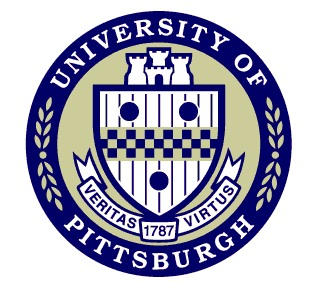 UNIVERSITY OF
PITTSBURGH
VERITAS
1787
VIRTUS